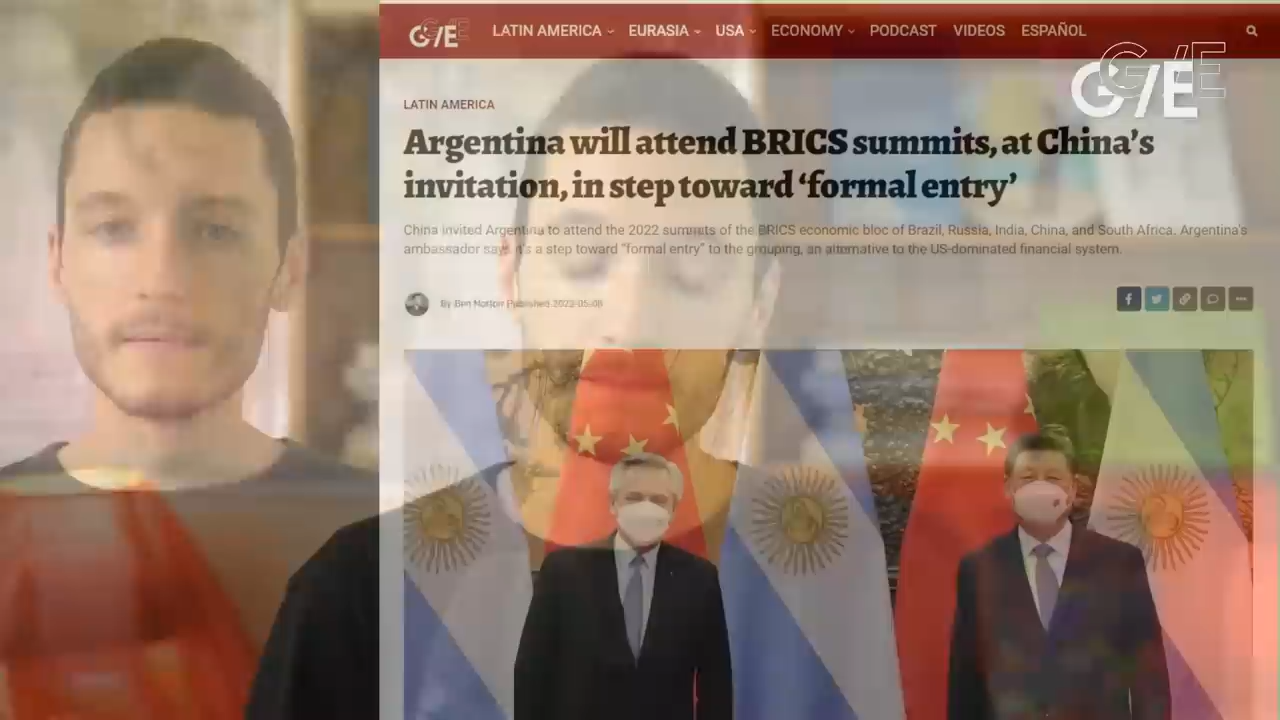 G/E
LATIN AMERICA EURASIA USA ECONOMY PODCAST VIDEOS ESPAÑOL
G/E
LATIN AMERICA
Argentina will attend BRICS summits, at China's
invitation, in step toward ‘formal entry’
China invited Argentina to attend the 2022 summits of the BRICS economic bloc of Brazil, Russia, India, China, and South Africa. Argentina's
ambassador says it's a step toward “formal entry” to the grouping, an alternative to the US-dominated financial system.
By Ben Norton Published 2022-05-08